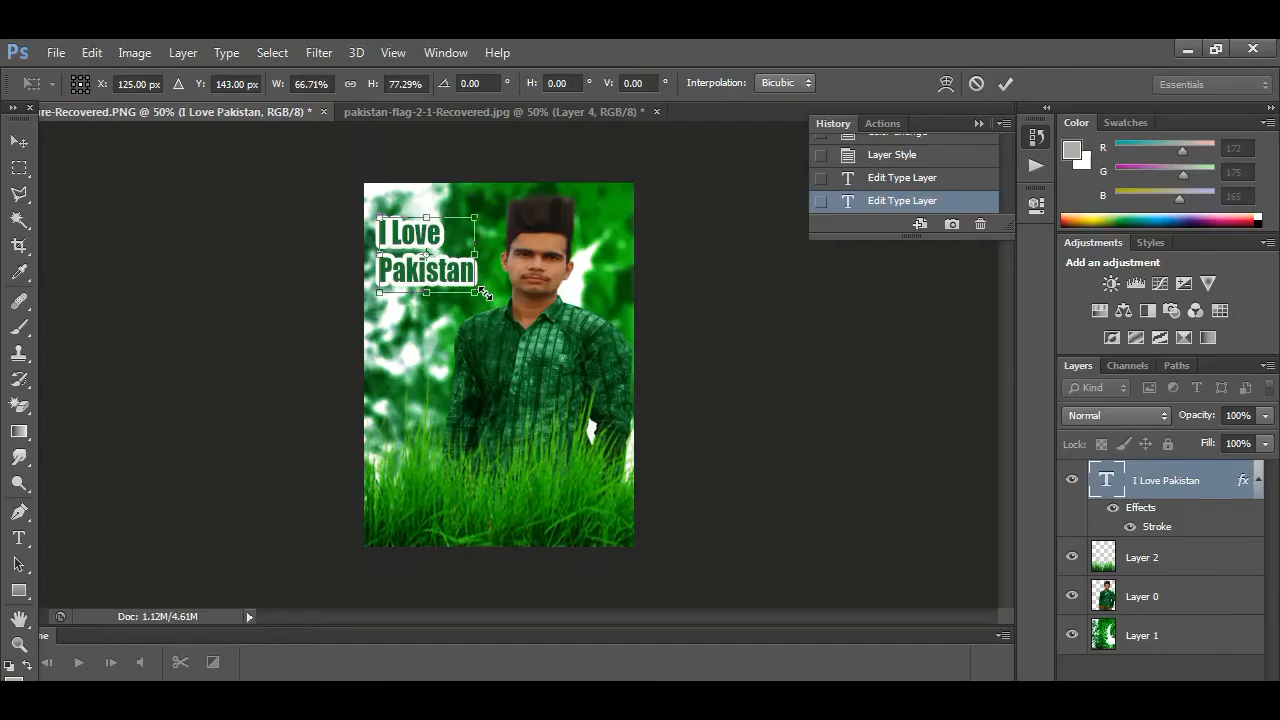 Ps File Edit Image Layer Type Select Filter 3D View Window Help
X: 125.00 px Y: 143.00 px W: 66.71% H: 77.29% 0.00 ° H: 0.00 ° V: 0.00 ° Interpolation: Bicubic Essentials
ure-Recovered.PNG @ 50% (I Love Pakistan, RGB/8) * × pakistan-flag-2-1-Recovered.jpg @ 50% (Layer 4, RGB/8) * ×
History Actions
Layer Style
Edit Type Layer
Edit Type Layer
Color Swatches
R 172
G 175
B 165
Adjustments Styles
Add an adjustment
Layers Channels Paths
Kind
Normal Opacity: 100%
Lock: Fill: 100%
T I Love Pakistan fx
Effects
Stroke
Layer 2
Layer 0
Layer 1
I Love
Pakistan
50% Doc: 1.12M/4.61M